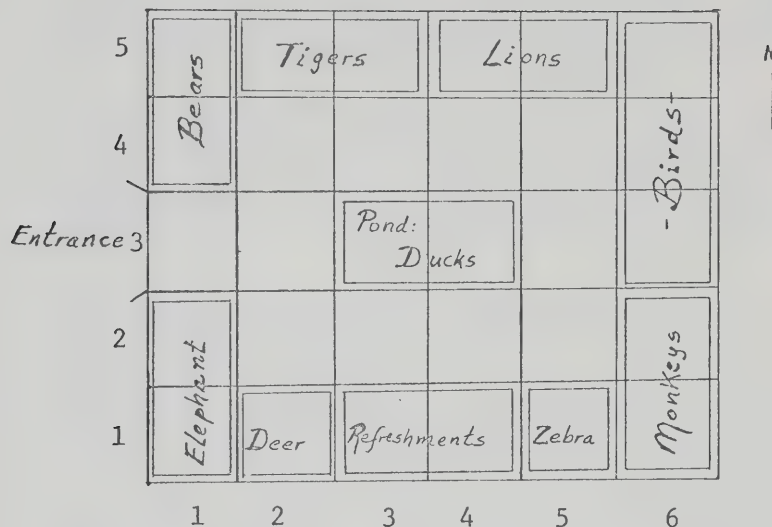 5
Bears
Tigers
Lions
N
4
- Birds -
Entrance 3
Pond:
Ducks
2
Elephant
Monkeys
1
Deer
Refreshments
Zebra
1 2 3 4 5 6